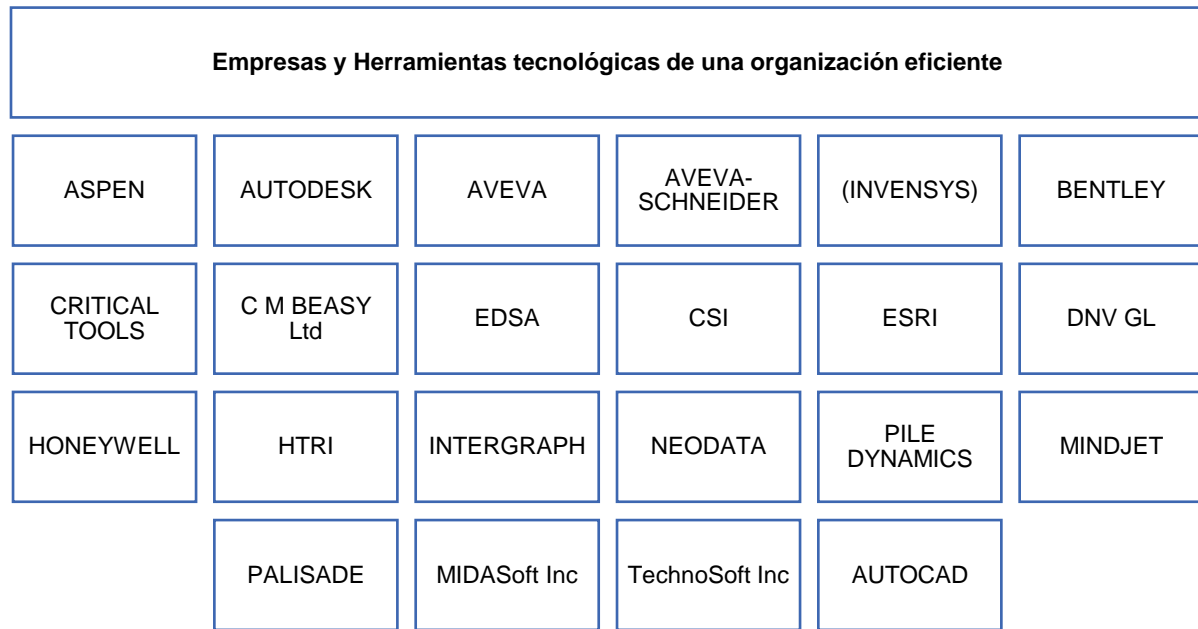 Empresas y Herramientas tecnológicas de una organización eficiente
ASPEN
AUTODESK
AVEVA
AVEVA-
SCHNEIDER
(INVENSYS)
BENTLEY
CRITICAL
TOOLS
C M BEASY
Ltd
EDSA
CSI
ESRI
DNV GL
HONEYWELL
HTRI
INTERGRAPH
NEODATA
PILE
DYNAMICS
MINDJET
PALISADE
MIDASoft Inc
TechnoSoft Inc
AUTOCAD